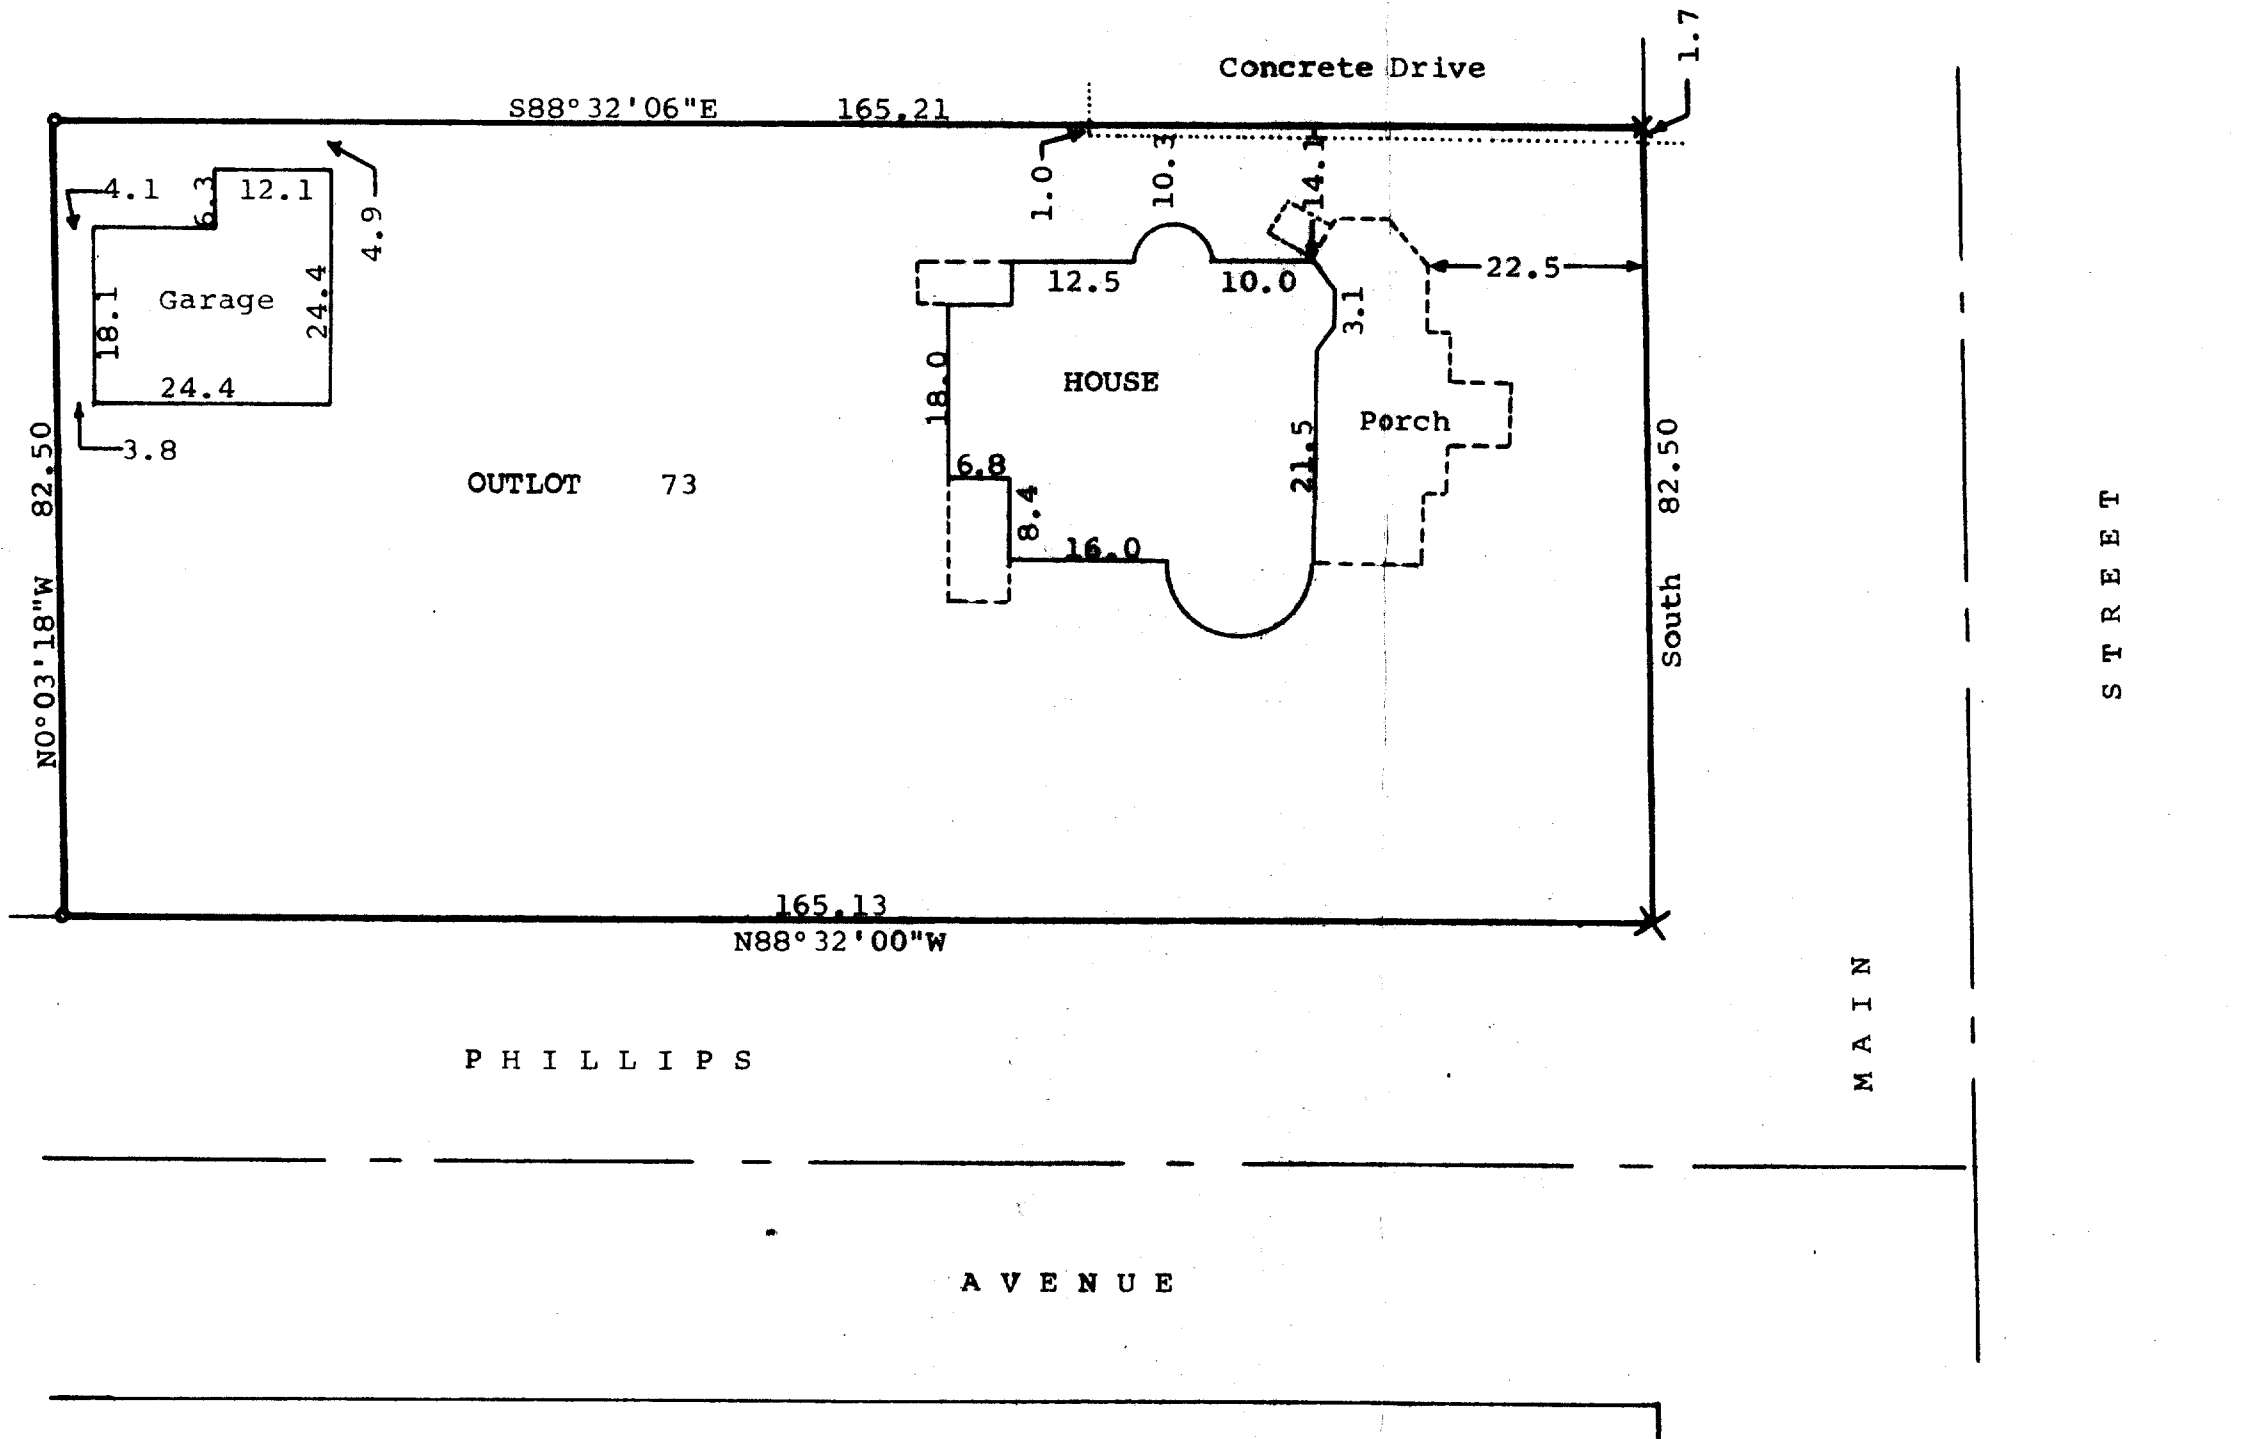 1.7
Concrete Drive
S88°32'06"E 165.21
1.0
10.3
14.1
4.1
6.3
12.1
4.9
22.5
12.5
10.0
3.1
18.1
Garage
24.4
24.4
18.0
HOUSE
Porch
3.8
6.8
8.4
21.5
16.0
OUTLOT 73
N0°03'18"W 82.50
South 82.50
165.13
N88°32'00"W
MAIN STREET
PHILLIPS
AVENUE